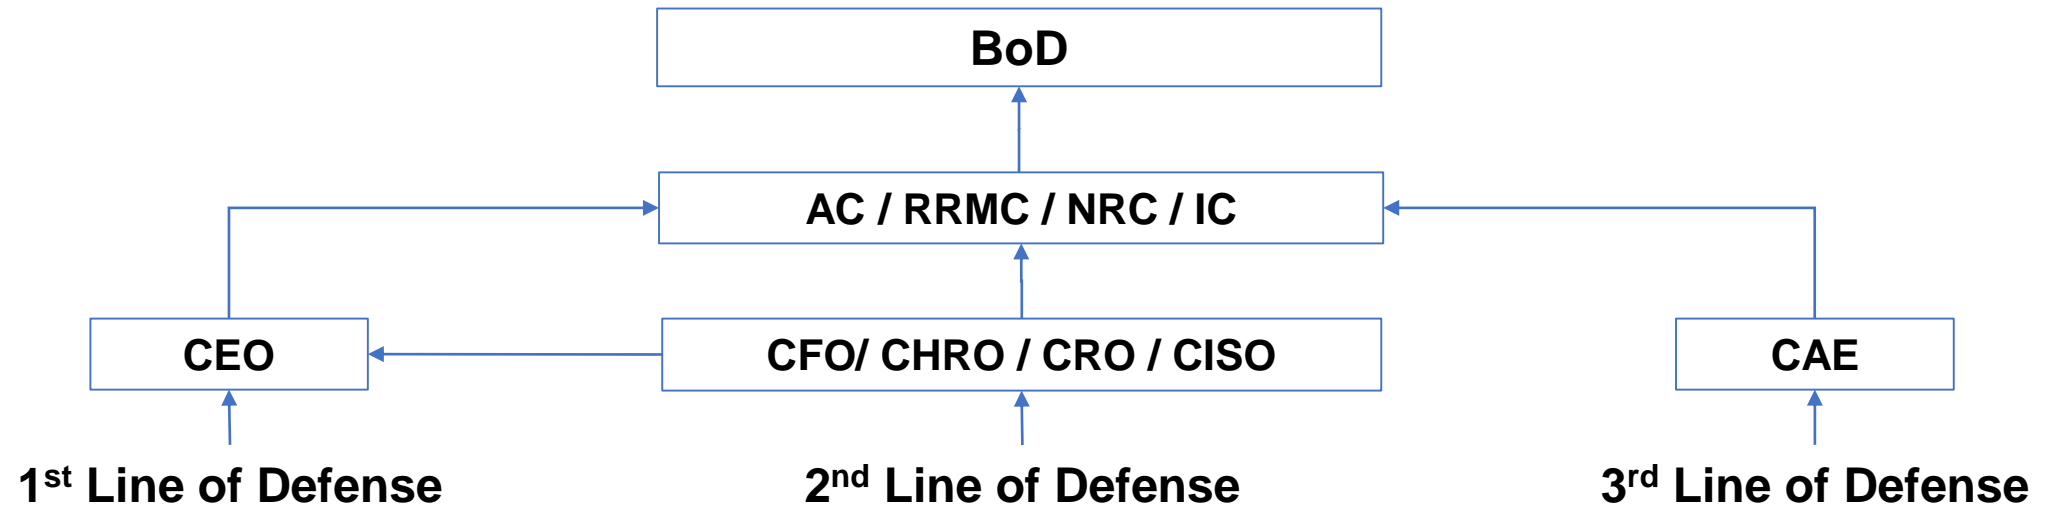 BoD
AC / RRMC / NRC / IC
CEO
CFO/ CHRO / CRO / CISO
CAE
1st Line of Defense
2nd Line of Defense
3rd Line of Defense